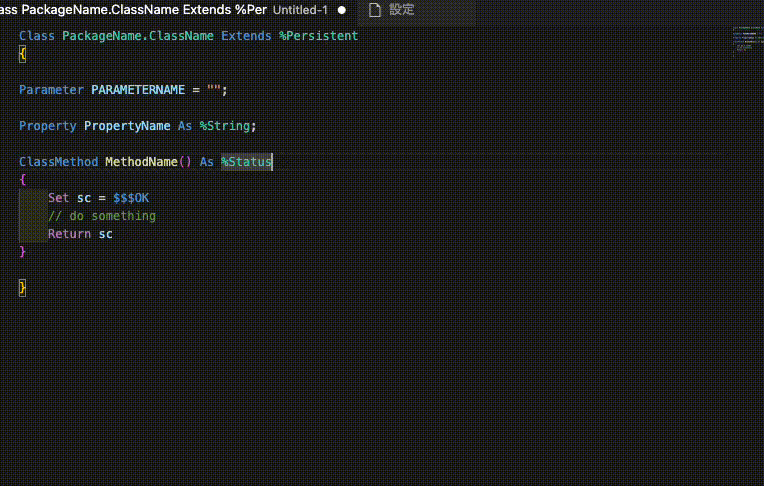 ass PackageName.ClassName Extends %Per Untitled-1 ● 設定
Class PackageName.ClassName Extends %Persistent
{
Parameter PARAMETERNAME = "";
Property PropertyName As %String;
ClassMethod MethodName() As %Status
{
Set sc = $$$OK
// do something
Return sc
}
}